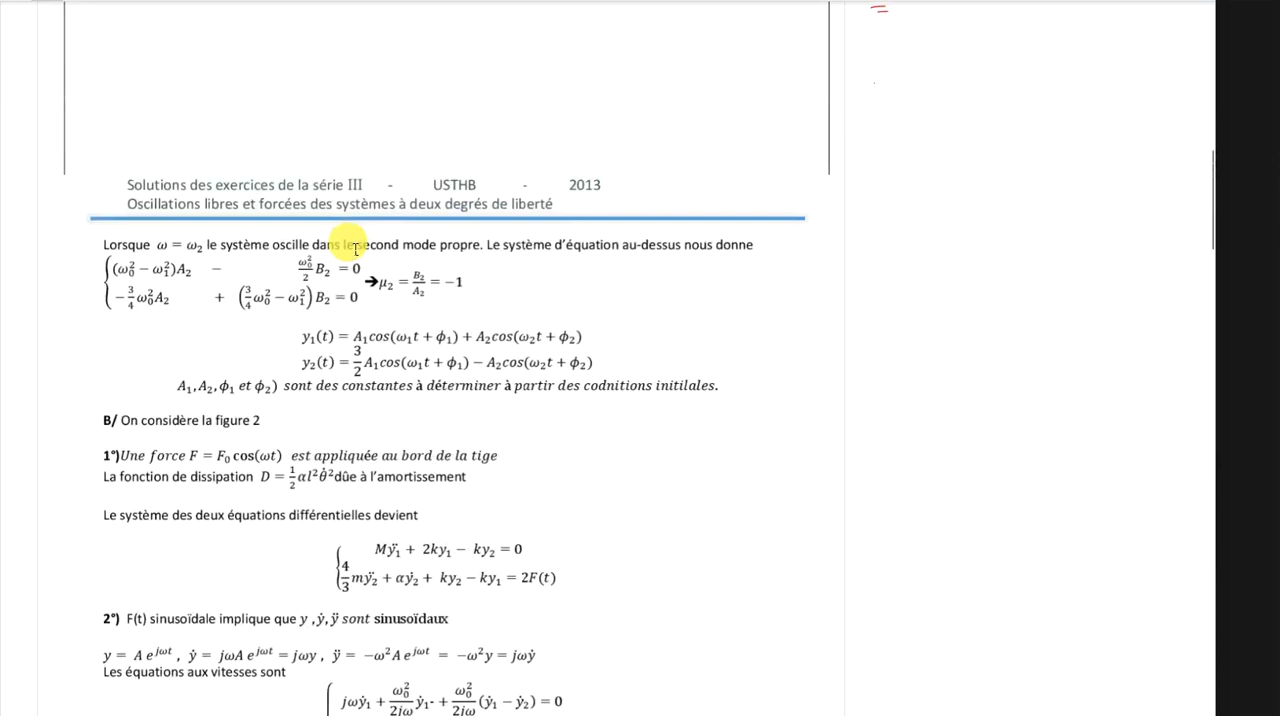 Solutions des exercices de la série III - USTHB - 2013
Oscillations libres et forcées des systèmes à deux degrés de liberté
Lorsque ω = ω₂ le système oscille dans le second mode propre. Le système d'équation au-dessus nous donne
{(ω₀² − ω₁²)A₂ − ω₀²/2 B₂ = 0
−3/4 ω₀²A₂ + (3/4 ω₀² − ω₁²) B₂ = 0 ➔ μ₂ = B₂/A₂ = −1
y₁(t) = A₁cos(ω₁t + ϕ₁) + A₂cos(ω₂t + ϕ₂)
y₂(t) = 3/2 A₁cos(ω₁t + ϕ₁) − A₂cos(ω₂t + ϕ₂)
A₁,A₂,ϕ₁ et ϕ₂) sont des constantes à déterminer à partir des codnitions initilales.
B/ On considère la figure 2
1°)Une force F = F₀ cos(ωt) est appliquée au bord de la tige
La fonction de dissipation D = 1/2 αl²θ̇²dûe à l'amortissement
Le système des deux équations différentielles devient
{Mÿ₁ + 2ky₁ − ky₂ = 0
4/3 mÿ₂ + αẏ₂ + ky₂ − ky₁ = 2F(t)
2°) F(t) sinusoïdale implique que y ,ẏ,ÿ sont sinusoïdaux
y = A e^jωt , ẏ = jωA e^jωt = jωy , ÿ = −ω²A e^jωt = −ω²y = jωẏ
Les équations aux vitesses sont
jωẏ₁ + ω₀²/2jω ẏ₁· + ω₀²/2jω (ẏ₁ − ẏ₂) = 0